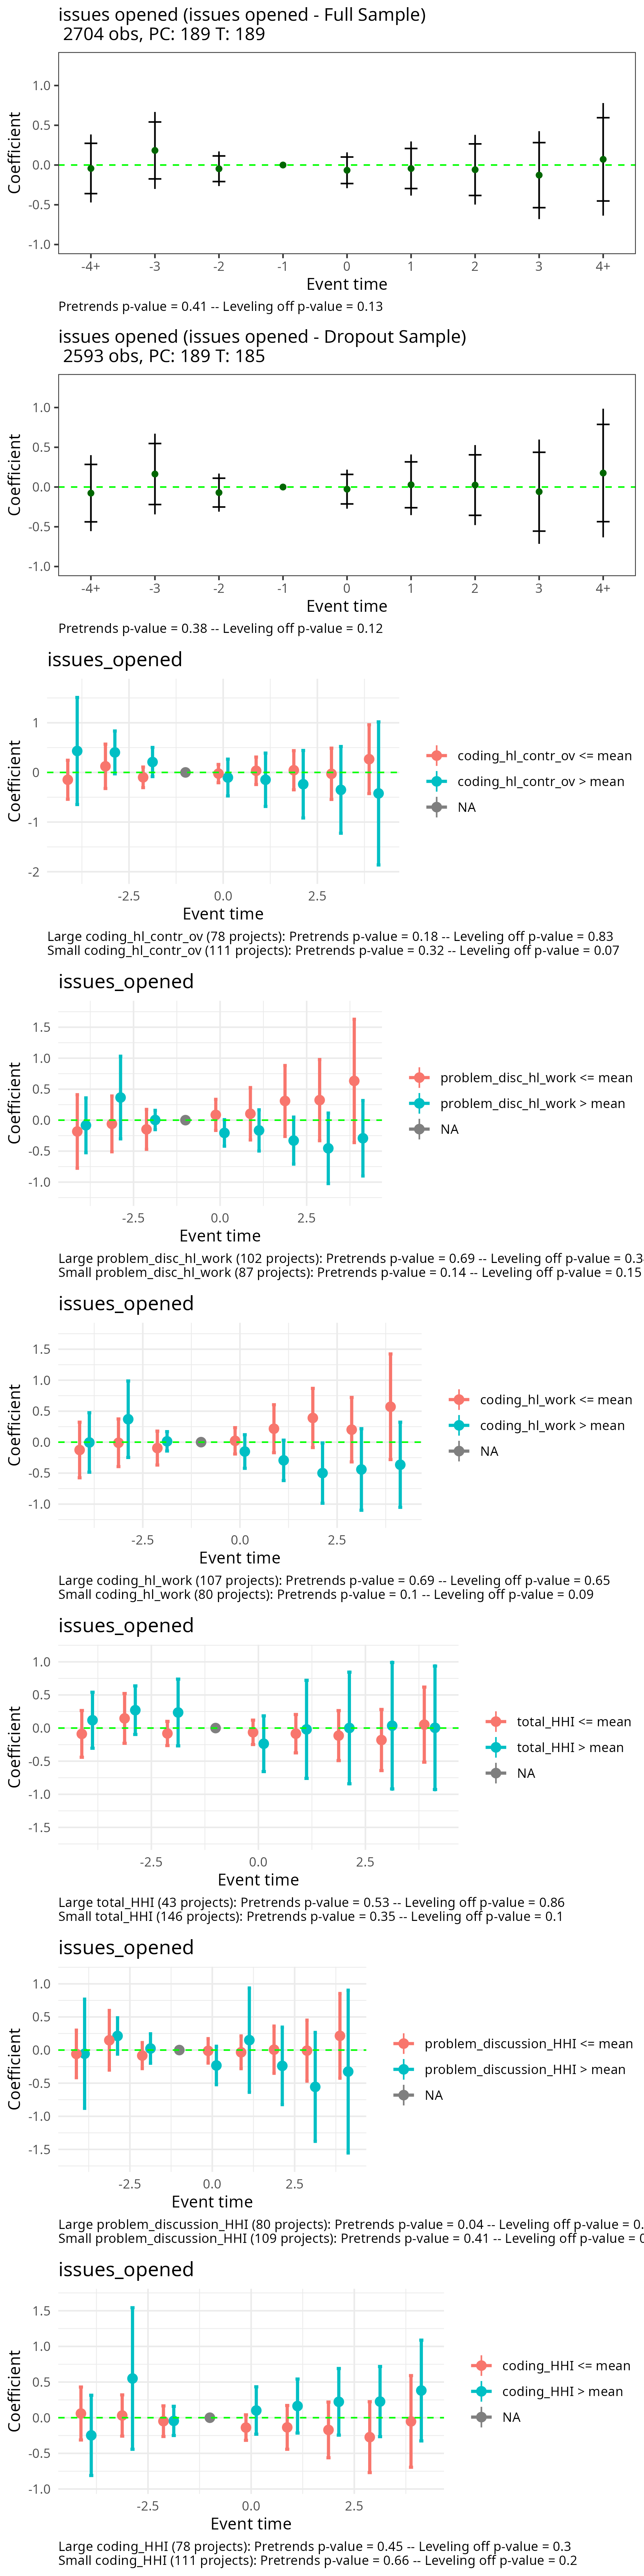 issues opened (issues opened - Full Sample)
2704 obs, PC: 189 T: 189
1.0
0.5
0.0
-0.5
-1.0
Coefficient
-4+ -3 -2 -1 0 1 2 3 4+
Event time
Pretrends p-value = 0.41 -- Leveling off p-value = 0.13
issues opened (issues opened - Dropout Sample)
2593 obs, PC: 189 T: 185
1.0
0.5
0.0
-0.5
-1.0
Coefficient
-4+ -3 -2 -1 0 1 2 3 4+
Event time
Pretrends p-value = 0.38 -- Leveling off p-value = 0.12
issues_opened
1
0
-1
-2
Coefficient
-2.5 0.0 2.5
Event time
coding_hl_contr_ov <= mean
coding_hl_contr_ov > mean
NA
Large coding_hl_contr_ov (78 projects): Pretrends p-value = 0.18 -- Leveling off p-value = 0.83
Small coding_hl_contr_ov (111 projects): Pretrends p-value = 0.32 -- Leveling off p-value = 0.07
issues_opened
1.5
1.0
0.5
0.0
-0.5
-1.0
Coefficient
-2.5 0.0 2.5
Event time
problem_disc_hl_work <= mean
problem_disc_hl_work > mean
NA
Large problem_disc_hl_work (102 projects): Pretrends p-value = 0.69 -- Leveling off p-value = 0.3
Small problem_disc_hl_work (87 projects): Pretrends p-value = 0.14 -- Leveling off p-value = 0.15
issues_opened
1.5
1.0
0.5
0.0
-0.5
-1.0
Coefficient
-2.5 0.0 2.5
Event time
coding_hl_work <= mean
coding_hl_work > mean
NA
Large coding_hl_work (107 projects): Pretrends p-value = 0.69 -- Leveling off p-value = 0.65
Small coding_hl_work (80 projects): Pretrends p-value = 0.1 -- Leveling off p-value = 0.09
issues_opened
1.0
0.5
0.0
-0.5
-1.0
-1.5
Coefficient
-2.5 0.0 2.5
Event time
total_HHI <= mean
total_HHI > mean
NA
Large total_HHI (43 projects): Pretrends p-value = 0.53 -- Leveling off p-value = 0.86
Small total_HHI (146 projects): Pretrends p-value = 0.35 -- Leveling off p-value = 0.1
issues_opened
1.0
0.5
0.0
-0.5
-1.0
-1.5
Coefficient
-2.5 0.0 2.5
Event time
problem_discussion_HHI <= mean
problem_discussion_HHI > mean
NA
Large problem_discussion_HHI (80 projects): Pretrends p-value = 0.04 -- Leveling off p-value = 0.
Small problem_discussion_HHI (109 projects): Pretrends p-value = 0.41 -- Leveling off p-value = 0
issues_opened
1.5
1.0
0.5
0.0
-0.5
-1.0
Coefficient
-2.5 0.0 2.5
Event time
coding_HHI <= mean
coding_HHI > mean
NA
Large coding_HHI (78 projects): Pretrends p-value = 0.45 -- Leveling off p-value = 0.3
Small coding_HHI (111 projects): Pretrends p-value = 0.66 -- Leveling off p-value = 0.2